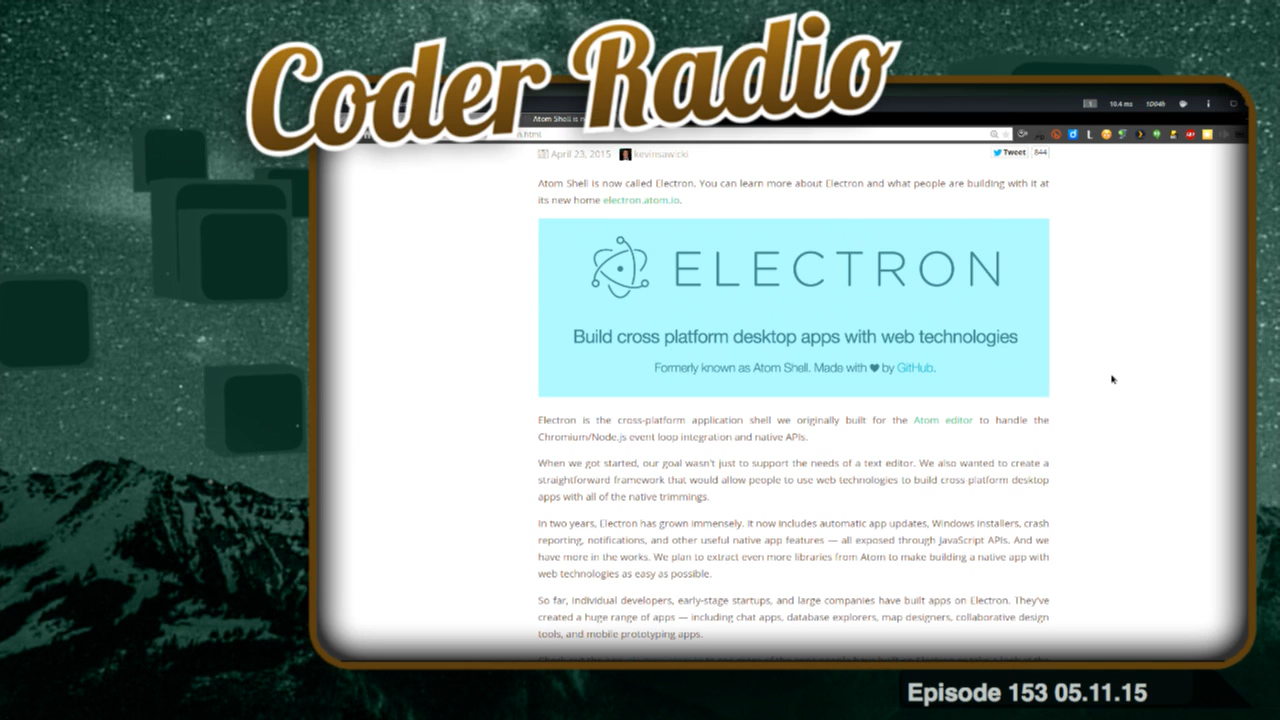 Coder Radio
10.4 ms
1004h
Atom Shell is n
n.html
April 23, 2015 kevinsawicki
Tweet 844
Atom Shell is now called Electron. You can learn more about Electron and what people are building with it at
its new home electron.atom.io.
ELECTRON
Build cross platform desktop apps with web technologies
Formerly known as Atom Shell. Made with ♥ by GitHub.
Electron is the cross-platform application shell we originally built for the Atom editor to handle the
Chromium/Node.js event loop integration and native APIs.
When we got started, our goal wasn't just to support the needs of a text editor. We also wanted to create a
straightforward framework that would allow people to use web technologies to build cross platform desktop
apps with all of the native trimmings.
In two years, Electron has grown immensely. It now includes automatic app updates, Windows installers, crash
reporting, notifications, and other useful native app features — all exposed through JavaScript APIs. And we
have more in the works. We plan to extract even more libraries from Atom to make building a native app with
web technologies as easy as possible.
So far, individual developers, early-stage startups, and large companies have built apps on Electron. They've
created a huge range of apps — including chat apps, database explorers, map designers, collaborative design
tools, and mobile prototyping apps.
Episode 153 05.11.15